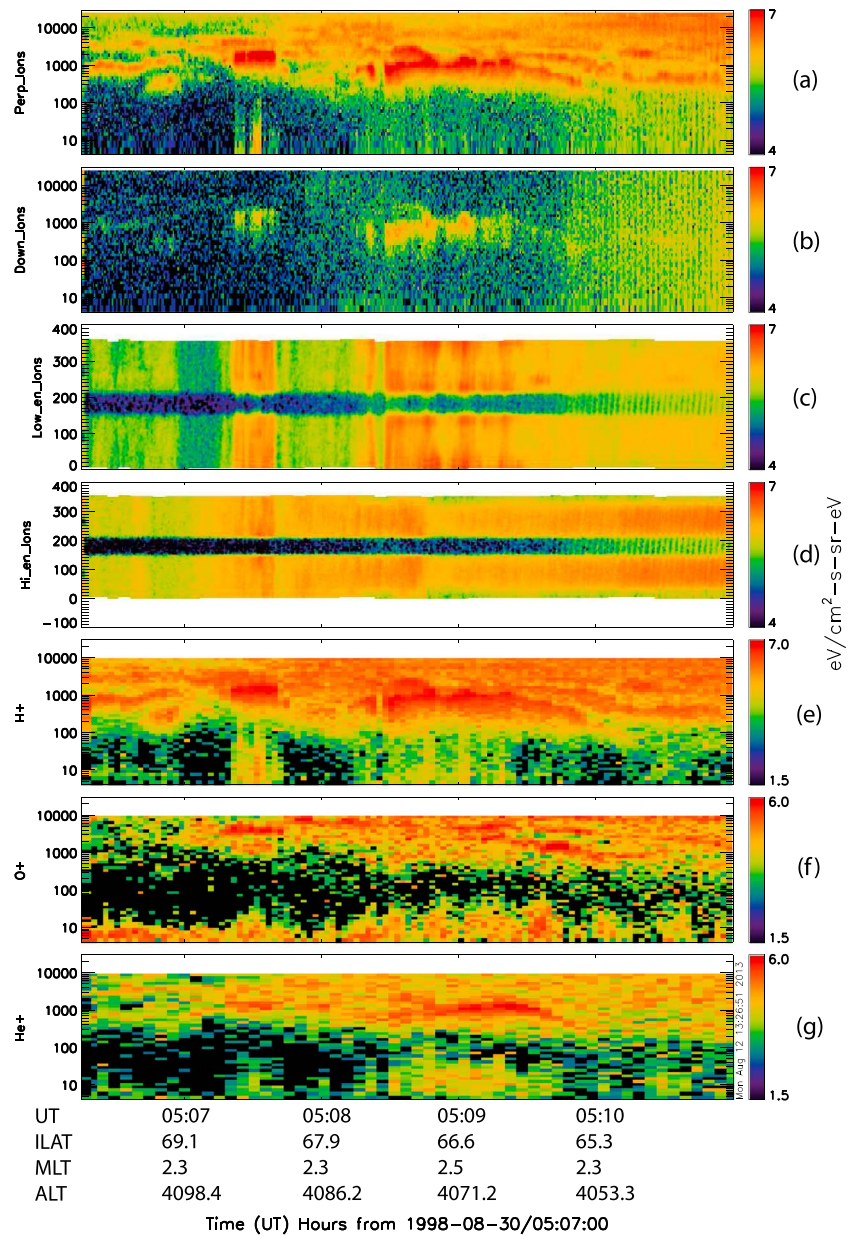 Perp_Ions
10000
1000
100
10
7
4
(a)
Down_Ions
10000
1000
100
10
7
4
(b)
Low_en_Ions
400
300
200
100
0
7
4
(c)
Hi_en_Ions
400
300
200
100
0
-100
7
4
(d)
eV/cm²-s-sr-eV
H+
10000
1000
100
10
7.0
1.5
(e)
O+
10000
1000
100
10
6.0
1.5
(f)
He+
10000
1000
100
10
6.0
1.5
(g)
Mon Aug 12 13:26:51 2013
UT 05:07 05:08 05:09 05:10
ILAT 69.1 67.9 66.6 65.3
MLT 2.3 2.3 2.5 2.3
ALT 4098.4 4086.2 4071.2 4053.3
Time (UT) Hours from 1998-08-30/05:07:00